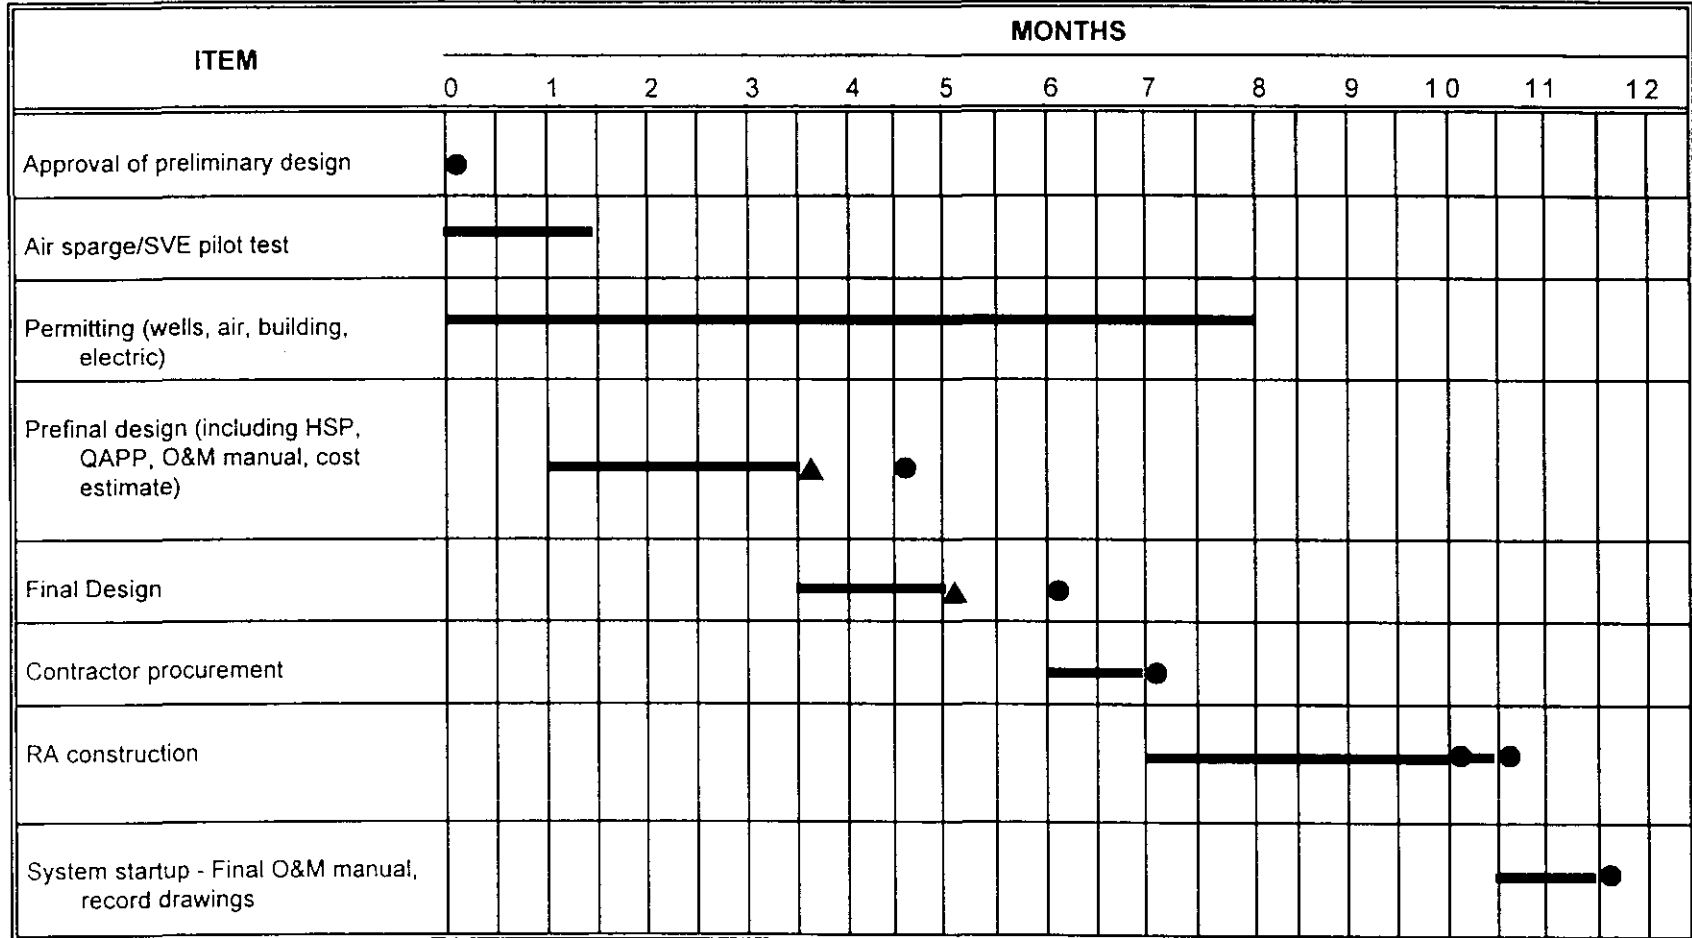 MONTHS
ITEM
0 1 2 3 4 5 6 7 8 9 10 11 12
Approval of preliminary design
Air sparge/SVE pilot test
Permitting (wells, air, building,
electric)
Prefinal design (including HSP,
QAPP, O&M manual, cost
estimate)
Final Design
Contractor procurement
RA construction
System startup - Final O&M manual,
record drawings